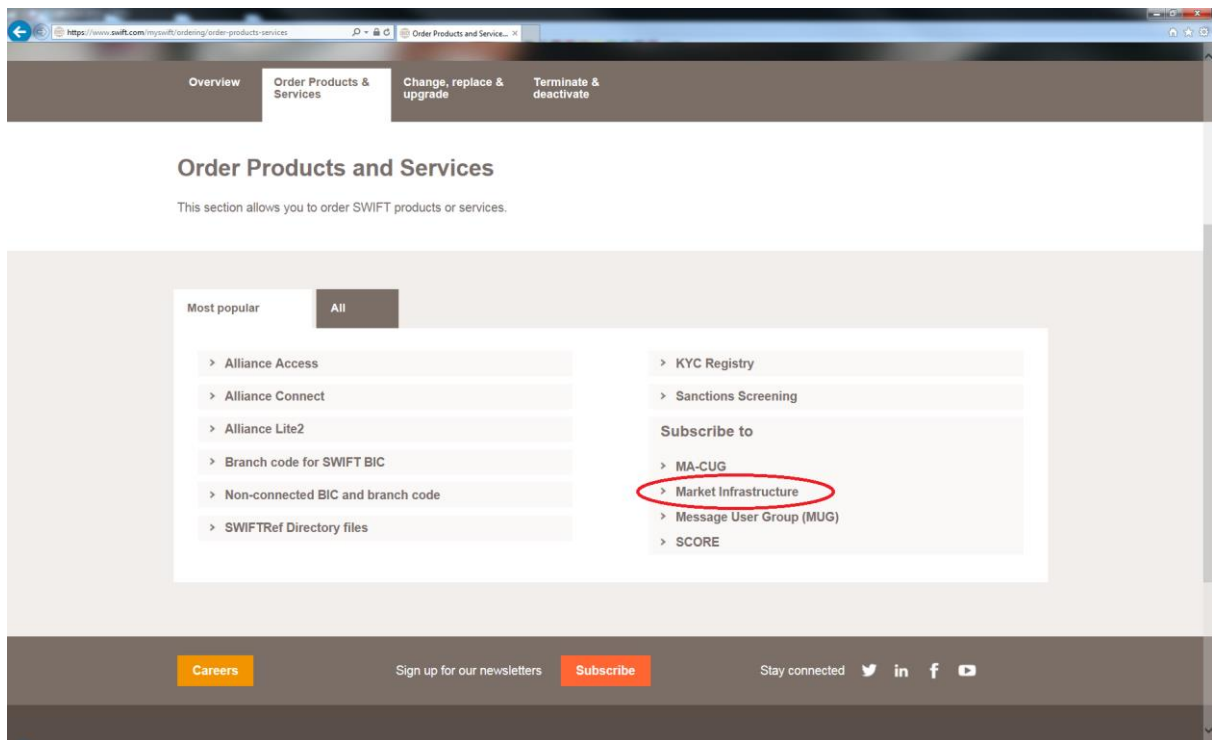 https://www.swift.com/myswift/ordering/order-products-services
Order Products and Service...
Overview
Order Products &
Services
Change, replace &
upgrade
Terminate &
deactivate
Order Products and Services
This section allows you to order SWIFT products or services.
Most popular
All
Alliance Access
Alliance Connect
Alliance Lite2
Branch code for SWIFT BIC
Non-connected BIC and branch code
SWIFTRef Directory files
KYC Registry
Sanctions Screening
Subscribe to
MA-CUG
Market Infrastructure
Message User Group (MUG)
SCORE
Careers
Sign up for our newsletters
Subscribe
Stay connected